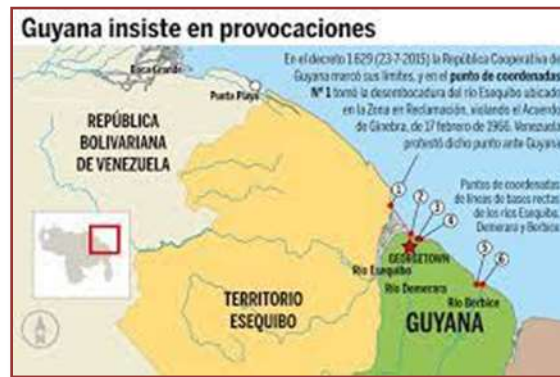 Guyana insiste en provocaciones
En el decreto 1.629 (23-7-2015) la República Cooperativa de
Guyana marcó sus límites, y en el punto de coordenadas
Nº 1 tomó la desembocadura del río Esequibo ubicado
en la Zona en Reclamación, violando el Acuerdo
de Ginebra, de 17 febrero de 1966. Venezuela
protestó dicho punto ante Guyana
Boca Grande
Punta Playa
REPÚBLICA
BOLIVARIANA
DE VENEZUELA
Puntos de coordenadas
de líneas de bases rectas
de los ríos Esequibo,
Demerara y Berbice
1
2
3
4
5
6
GEORGETOWN
Río Esequibo
Río Demerara
Río Berbice
TERRITORIO
ESEQUIBO
GUYANA
N